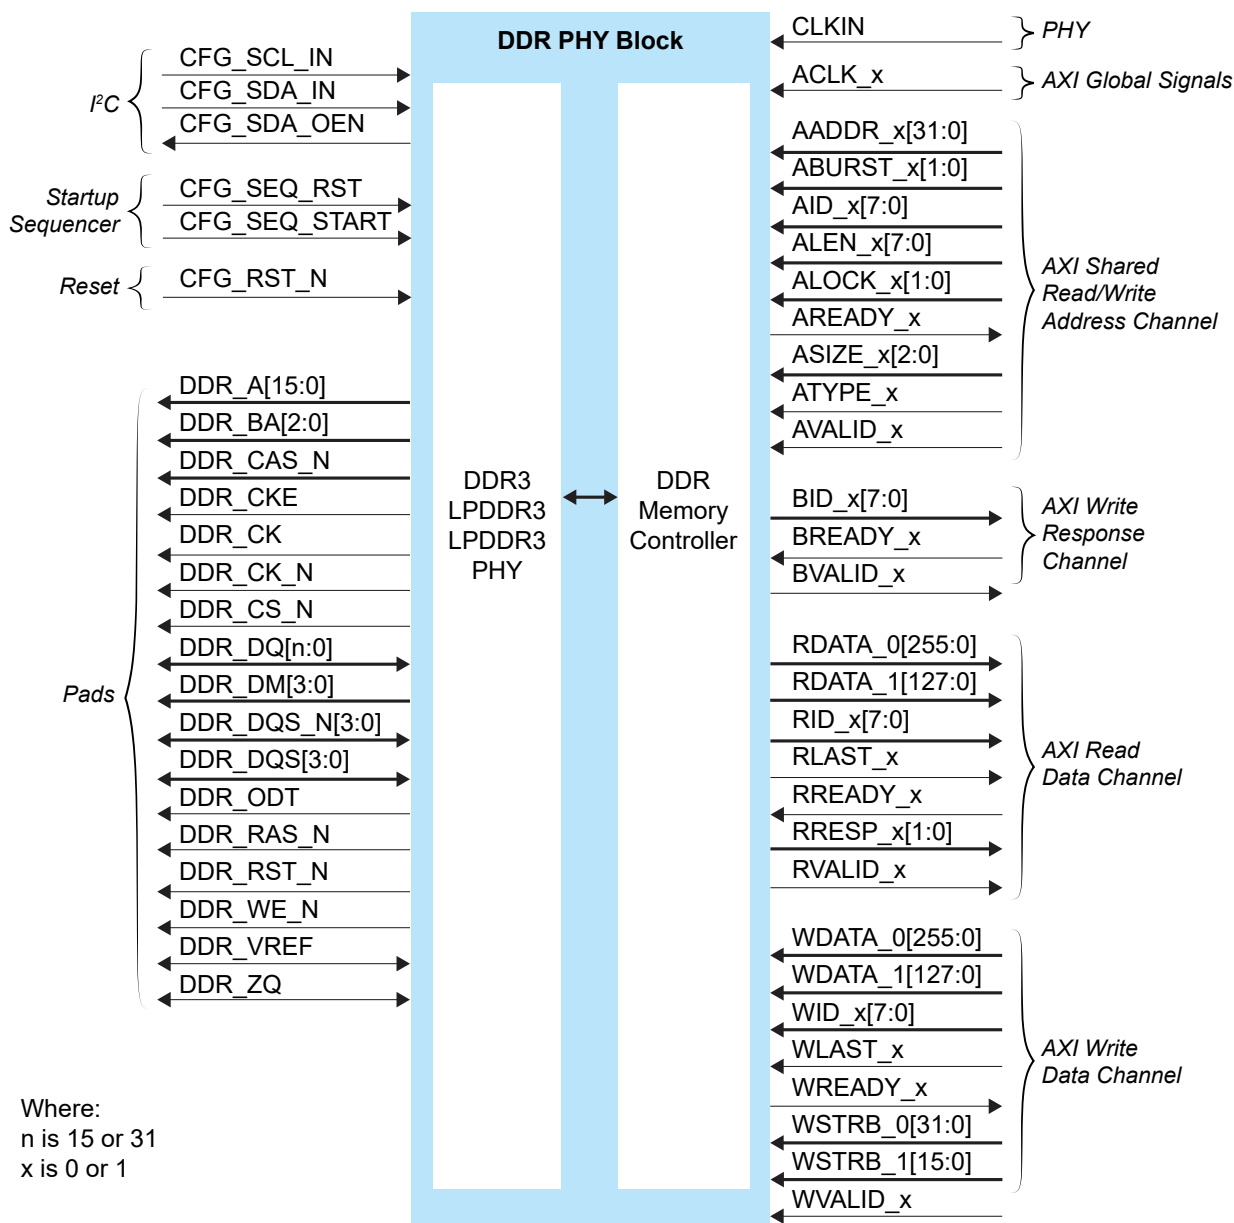 DDR PHY Block
I²C
CFG_SCL_IN
CFG_SDA_IN
CFG_SDA_OEN
Startup
Sequencer
CFG_SEQ_RST
CFG_SEQ_START
Reset
CFG_RST_N
Pads
DDR_A[15:0]
DDR_BA[2:0]
DDR_CAS_N
DDR_CKE
DDR_CK
DDR_CK_N
DDR_CS_N
DDR_DQ[n:0]
DDR_DM[3:0]
DDR_DQS_N[3:0]
DDR_DQS[3:0]
DDR_ODT
DDR_RAS_N
DDR_RST_N
DDR_WE_N
DDR_VREF
DDR_ZQ
Where:
n is 15 or 31
x is 0 or 1
DDR3
LPDDR3
LPDDR3
PHY
DDR
Memory
Controller
CLKIN
PHY
ACLK_x
AXI Global Signals
AADDR_x[31:0]
ABURST_x[1:0]
AID_x[7:0]
ALEN_x[7:0]
ALOCK_x[1:0]
AREADY_x
ASIZE_x[2:0]
ATYPE_x
AVALID_x
AXI Shared
Read/Write
Address Channel
BID_x[7:0]
BREADY_x
BVALID_x
AXI Write
Response
Channel
RDATA_0[255:0]
RDATA_1[127:0]
RID_x[7:0]
RLAST_x
RREADY_x
RRESP_x[1:0]
RVALID_x
AXI Read
Data Channel
WDATA_0[255:0]
WDATA_1[127:0]
WID_x[7:0]
WLAST_x
WREADY_x
WSTRB_0[31:0]
WSTRB_1[15:0]
WVALID_x
AXI Write
Data Channel